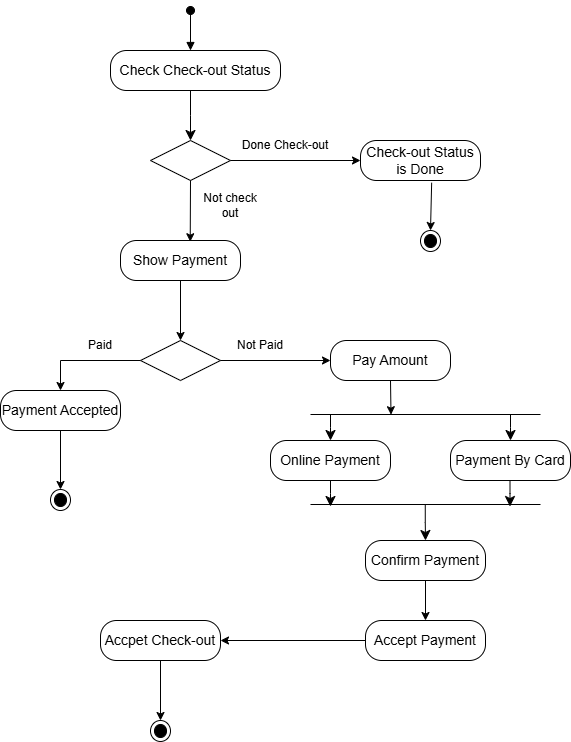 Check Check-out Status
Done Check-out
Check-out Status
is Done
Not check
out
Show Payment
Paid
Not Paid
Pay Amount
Payment Accepted
Online Payment
Payment By Card
Confirm Payment
Accpet Check-out
Accept Payment